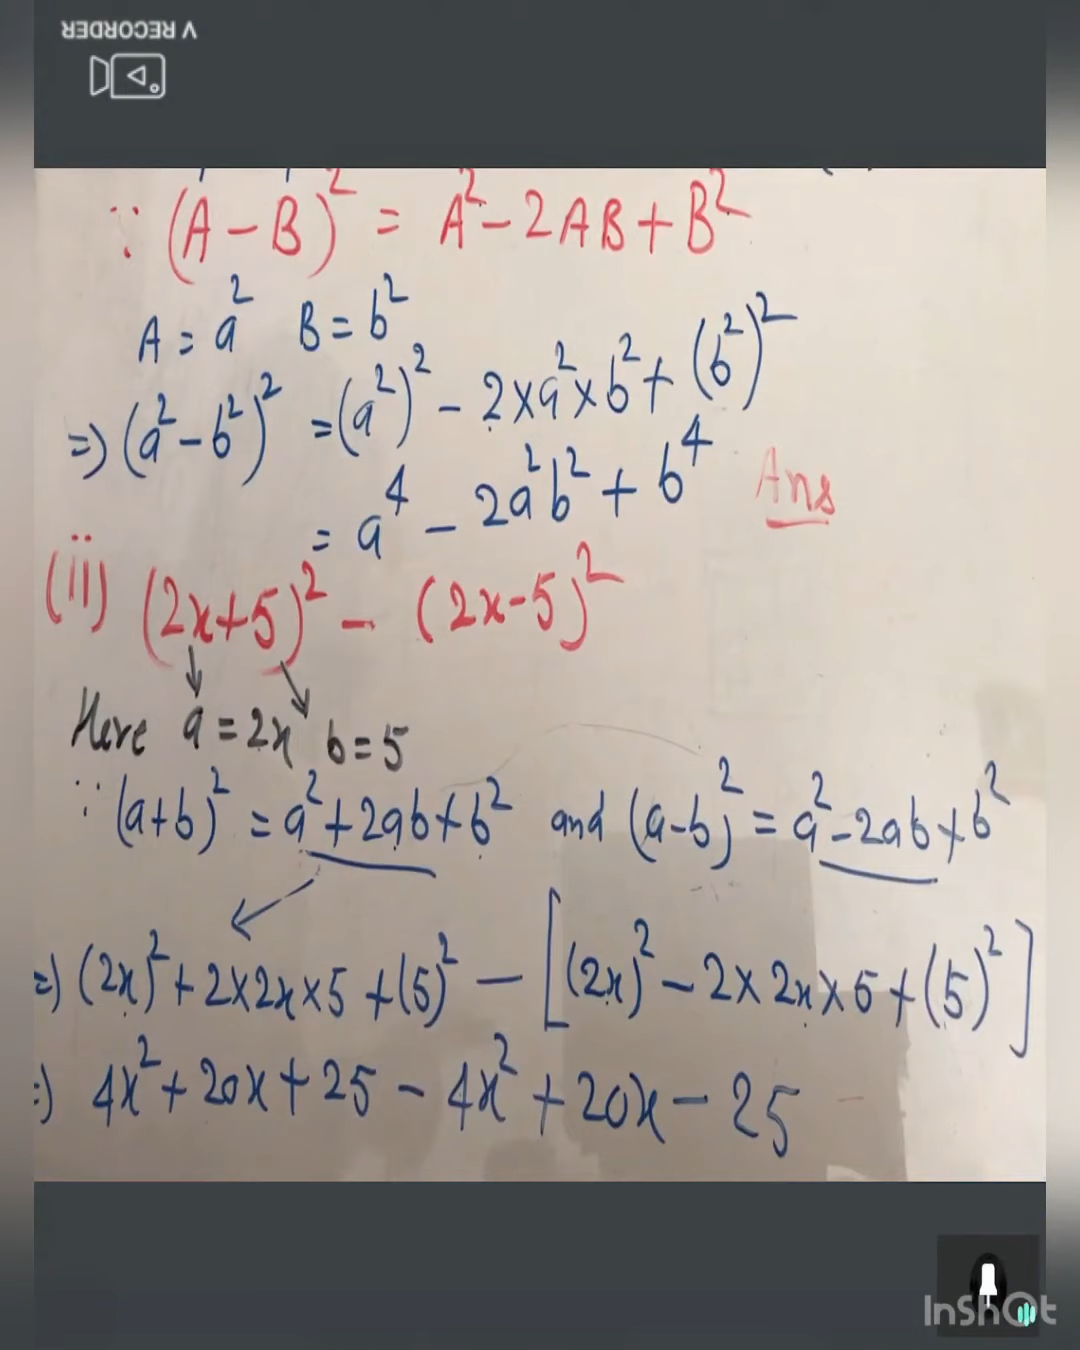 V RECORDER
∵ (A - B)² = A² - 2AB + B²
A = a² B = b²
=) (a² - b²)² = (a²)² - 2×a²×b² + (b²)²
= a⁴ - 2a²b² + b⁴ Ans
(ii) (2x+5)² - (2x-5)²
Here a = 2x b = 5
∵ (a+b)² = a² + 2ab + b² and (a-b)² = a² - 2ab + b²
=) (2x)² + 2×2x×5 + (5)² - [(2x)² - 2×2x×5 + (5)²]
=) 4x² + 20x + 25 - 4x² + 20x - 25
InShOt